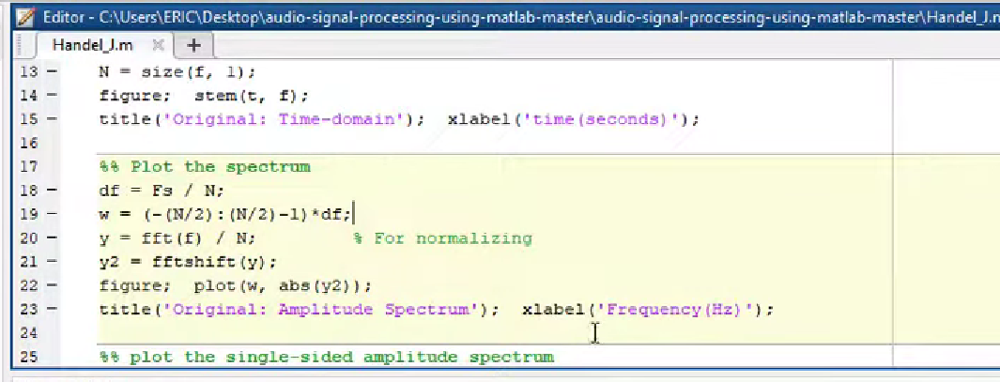 Editor - C:\Users\ERIC\Desktop\audio-signal-processing-using-matlab-master\audio-signal-processing-using-matlab-master\Handel_J.m
Handel_J.m × +
13 - N = size(f, 1);
14 - figure; stem(t, f);
15 - title('Original: Time-domain'); xlabel('time(seconds)');
16
17 %% Plot the spectrum
18 - df = Fs / N;
19 - w = (-(N/2):(N/2)-1)*df;
20 - y = fft(f) / N; % For normalizing
21 - y2 = fftshift(y);
22 - figure; plot(w, abs(y2));
23 - title('Original: Amplitude Spectrum'); xlabel('Frequency(Hz)');
24
25 %% plot the single-sided amplitude spectrum